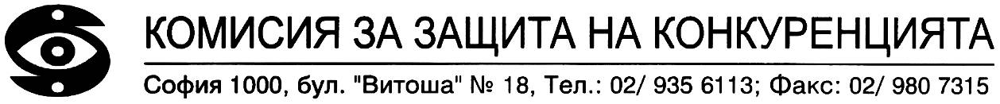 КОМИСИЯ ЗА ЗАЩИТА НА КОНКУРЕНЦИЯТА
София 1000, бул. "Витоша" № 18, Тел.: 02/ 935 6113; Факс: 02/ 980 7315